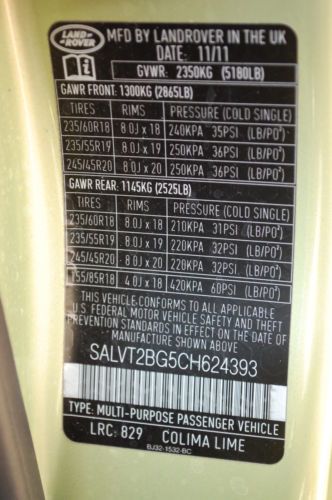 LAND
ROVER
MFD BY LANDROVER IN THE UK
DATE: 11/11
GVWR: 2350KG (5180LB)
GAWR FRONT: 1300KG (2865LB)
TIRES RIMS PRESSURE (COLD SINGLE)
235/60R18 8.0J x 18 240KPA 35PSI (LB/PO²)
235/55R19 8.0J x 19 250KPA 36PSI (LB/PO²)
245/45R20 8.0J x 20 250KPA 36PSI (LB/PO²)
GAWR REAR: 1145KG (2525LB)
TIRES RIMS PRESSURE (COLD SINGLE)
235/60R18 8.0J x 18 210KPA 31PSI (LB/PO²)
235/55R19 8.0J x 19 220KPA 32PSI (LB/PO²)
245/45R20 8.0J x 20 220KPA 32PSI (LB/PO²)
155/85R18 4.0J x 18 420KPA 60PSI (LB/PO²)
THIS VEHICLE CONFORMS TO ALL APPLICABLE
U.S FEDERAL MOTOR VEHICLE SAFETY AND THEFT
PREVENTION STANDARDS IN EFFECT ON THE DATE OF
MANUFACTURE SHOWN ABOVE
SALVT2BG5CH624393
TYPE: MULTI-PURPOSE PASSENGER VEHICLE
LRC: 829 COLIMA LIME
BJ32-1532-BC